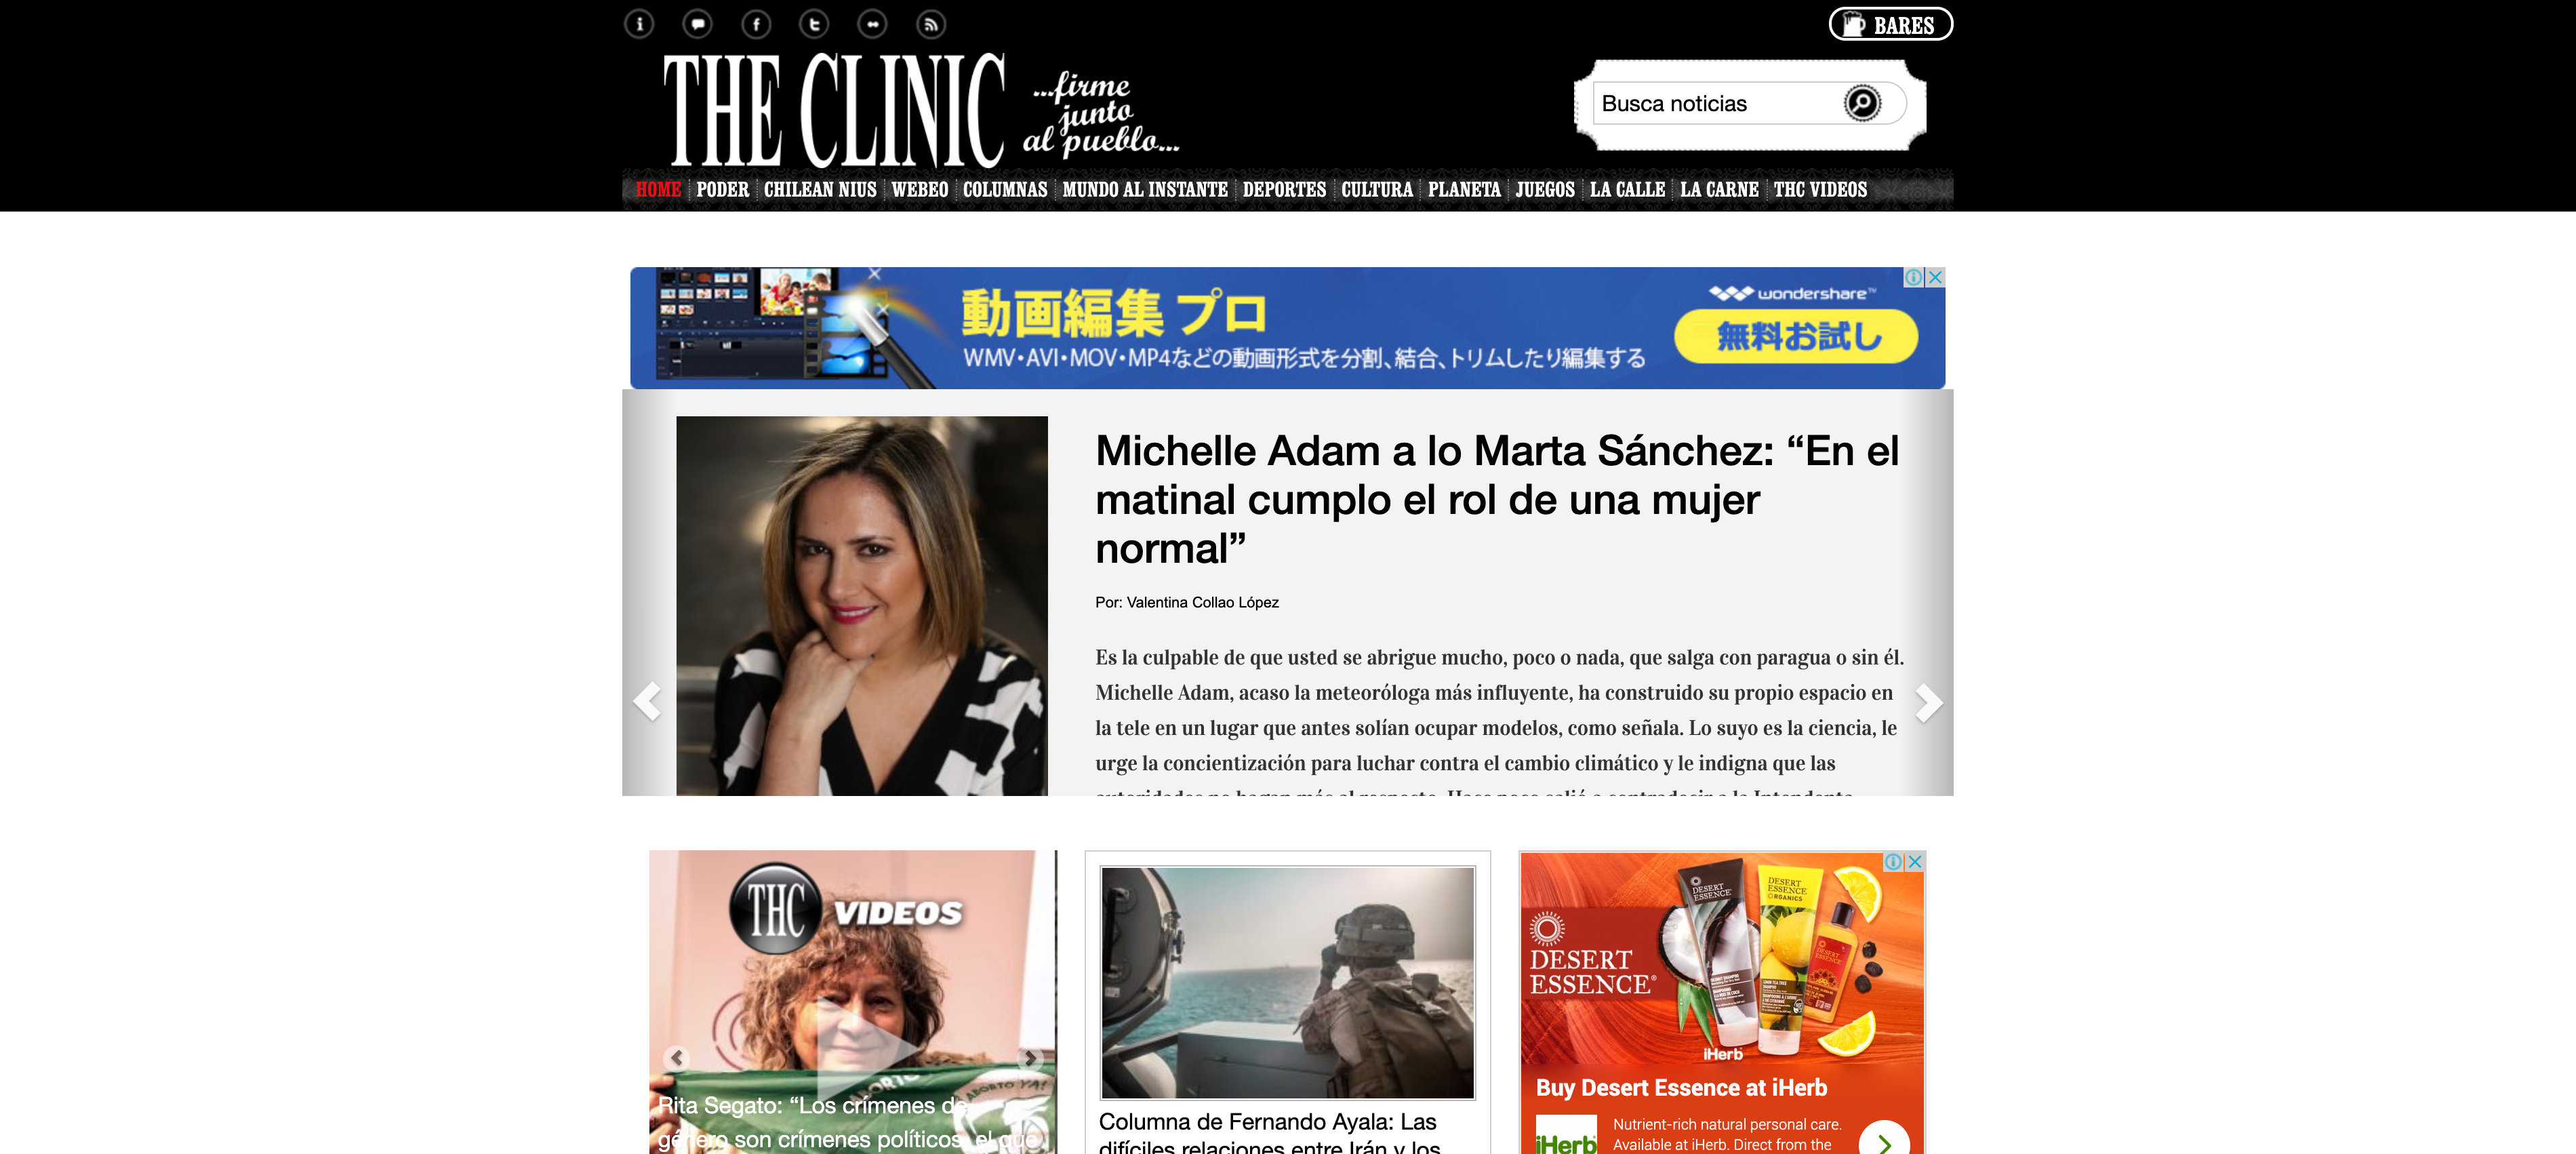 BARES
THE CLINIC
...firme
junto
al pueblo...
Busca noticias
HOME PODER CHILEAN NIUS WEBEO COLUMNAS MUNDO AL INSTANTE DEPORTES CULTURA PLANETA JUEGOS LA CALLE LA CARNE THC VIDEOS
動画編集 プロ
WMV・AVI・MOV・MP4などの動画形式を分割、結合、トリムしたり編集する
wondershare™
無料お試し
Michelle Adam a lo Marta Sánchez: “En el
matinal cumplo el rol de una mujer
normal”
Por: Valentina Collao López
Es la culpable de que usted se abrigue mucho, poco o nada, que salga con paragua o sin él.
Michelle Adam, acaso la meteoróloga más influyente, ha construido su propio espacio en
la tele en un lugar que antes solían ocupar modelos, como señala. Lo suyo es la ciencia, le
urge la concientización para luchar contra el cambio climático y le indigna que las
THC VIDEOS
ABORTO YA!
Rita Segato: “Los crímenes de
género son crímenes políticos, el que
Columna de Fernando Ayala: Las
difíciles relaciones entre Irán y los
DESERT
ESSENCE
DESERT
ESSENCE
ORGANICS
DESERT
ESSENCE®
iHerb
Buy Desert Essence at iHerb
iHerb
Nutrient-rich natural personal care.
Available at iHerb. Direct from the